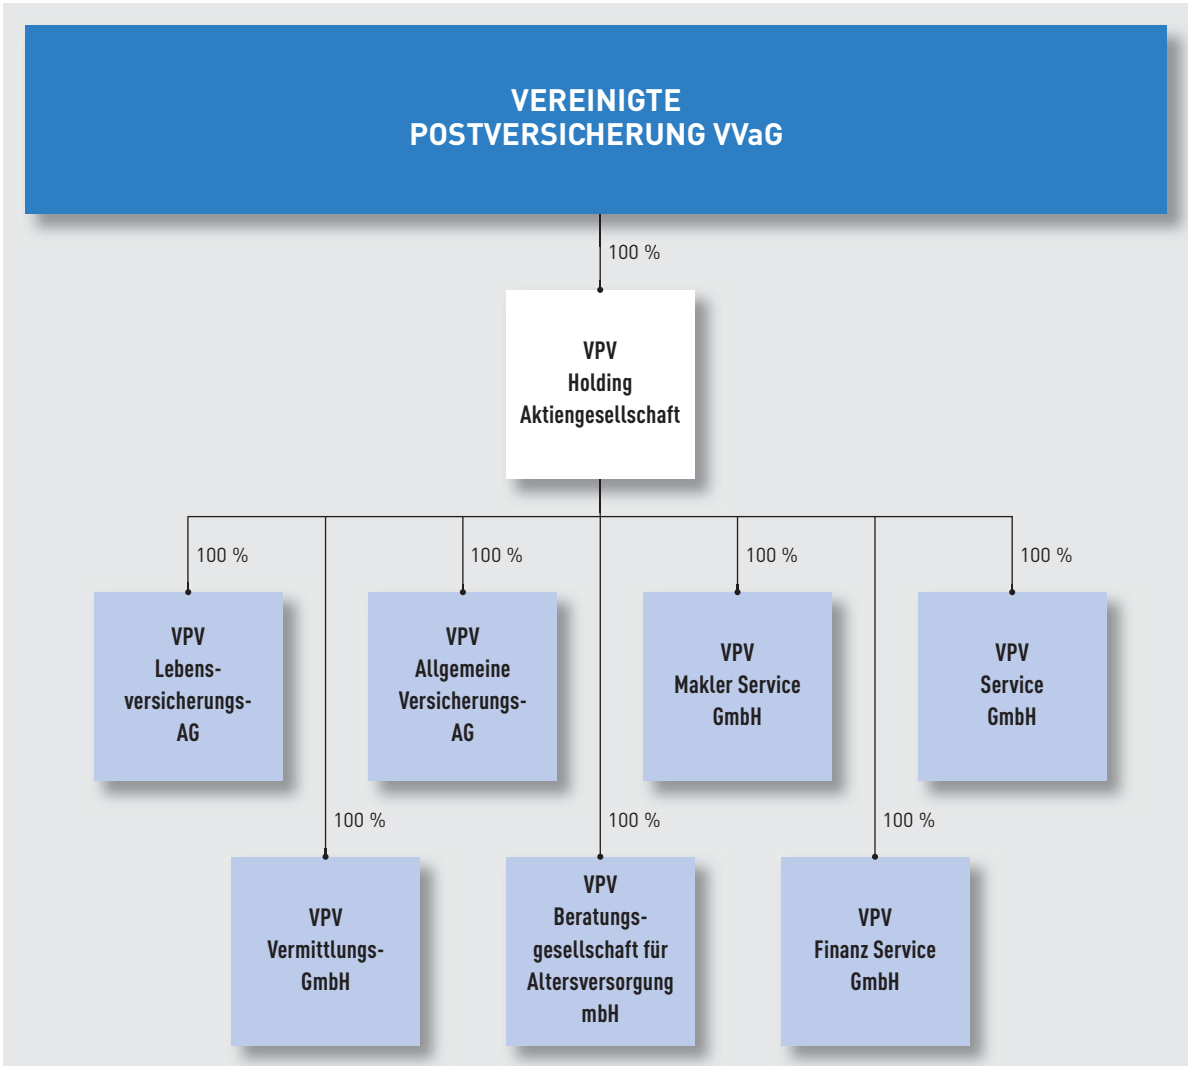 VEREINIGTE
POSTVERSICHERUNG VVaG
100 %
VPV
Holding
Aktiengesellschaft
100 %
100 %
100 %
100 %
VPV
Lebens-
versicherungs-
AG
VPV
Allgemeine
Versicherungs-
AG
VPV
Makler Service
GmbH
VPV
Service
GmbH
100 %
100 %
100 %
VPV
Vermittlungs-
GmbH
VPV
Beratungs-
gesellschaft für
Altersversorgung
mbH
VPV
Finanz Service
GmbH